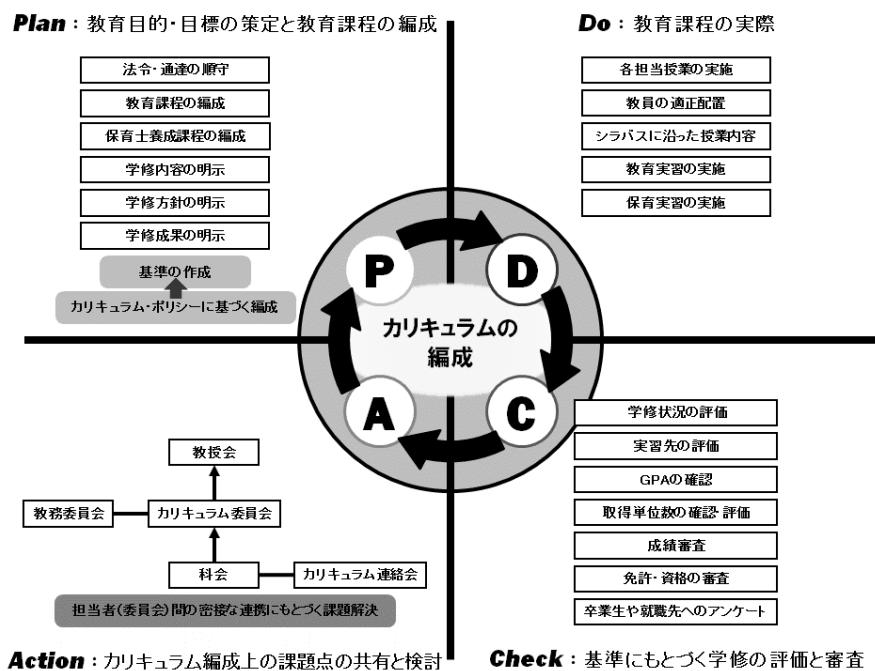 Plan：教育目的・目標の策定と教育課程の編成
法令・通達の順守
教育課程の編成
保育士養成課程の編成
学修内容の明示
学修方針の明示
学修成果の明示
基準の作成
カリキュラム・ポリシーに基づく編成
Do：教育課程の実際
各担当授業の実施
教員の適正配置
シラバスに沿った授業内容
教育実習の実施
保育実習の実施
P
D
カリキュラムの
編成
A
C
教授会
教務委員会
カリキュラム委員会
科会
カリキュラム連絡会
担当者(委員会)間の密接な連携にもとづく課題解決
Action：カリキュラム編成上の課題点の共有と検討
学修状況の評価
実習先の評価
GPAの確認
取得単位数の確認・評価
成績審査
免許・資格の審査
卒業生や就職先へのアンケート
Check：基準にもとづく学修の評価と審査